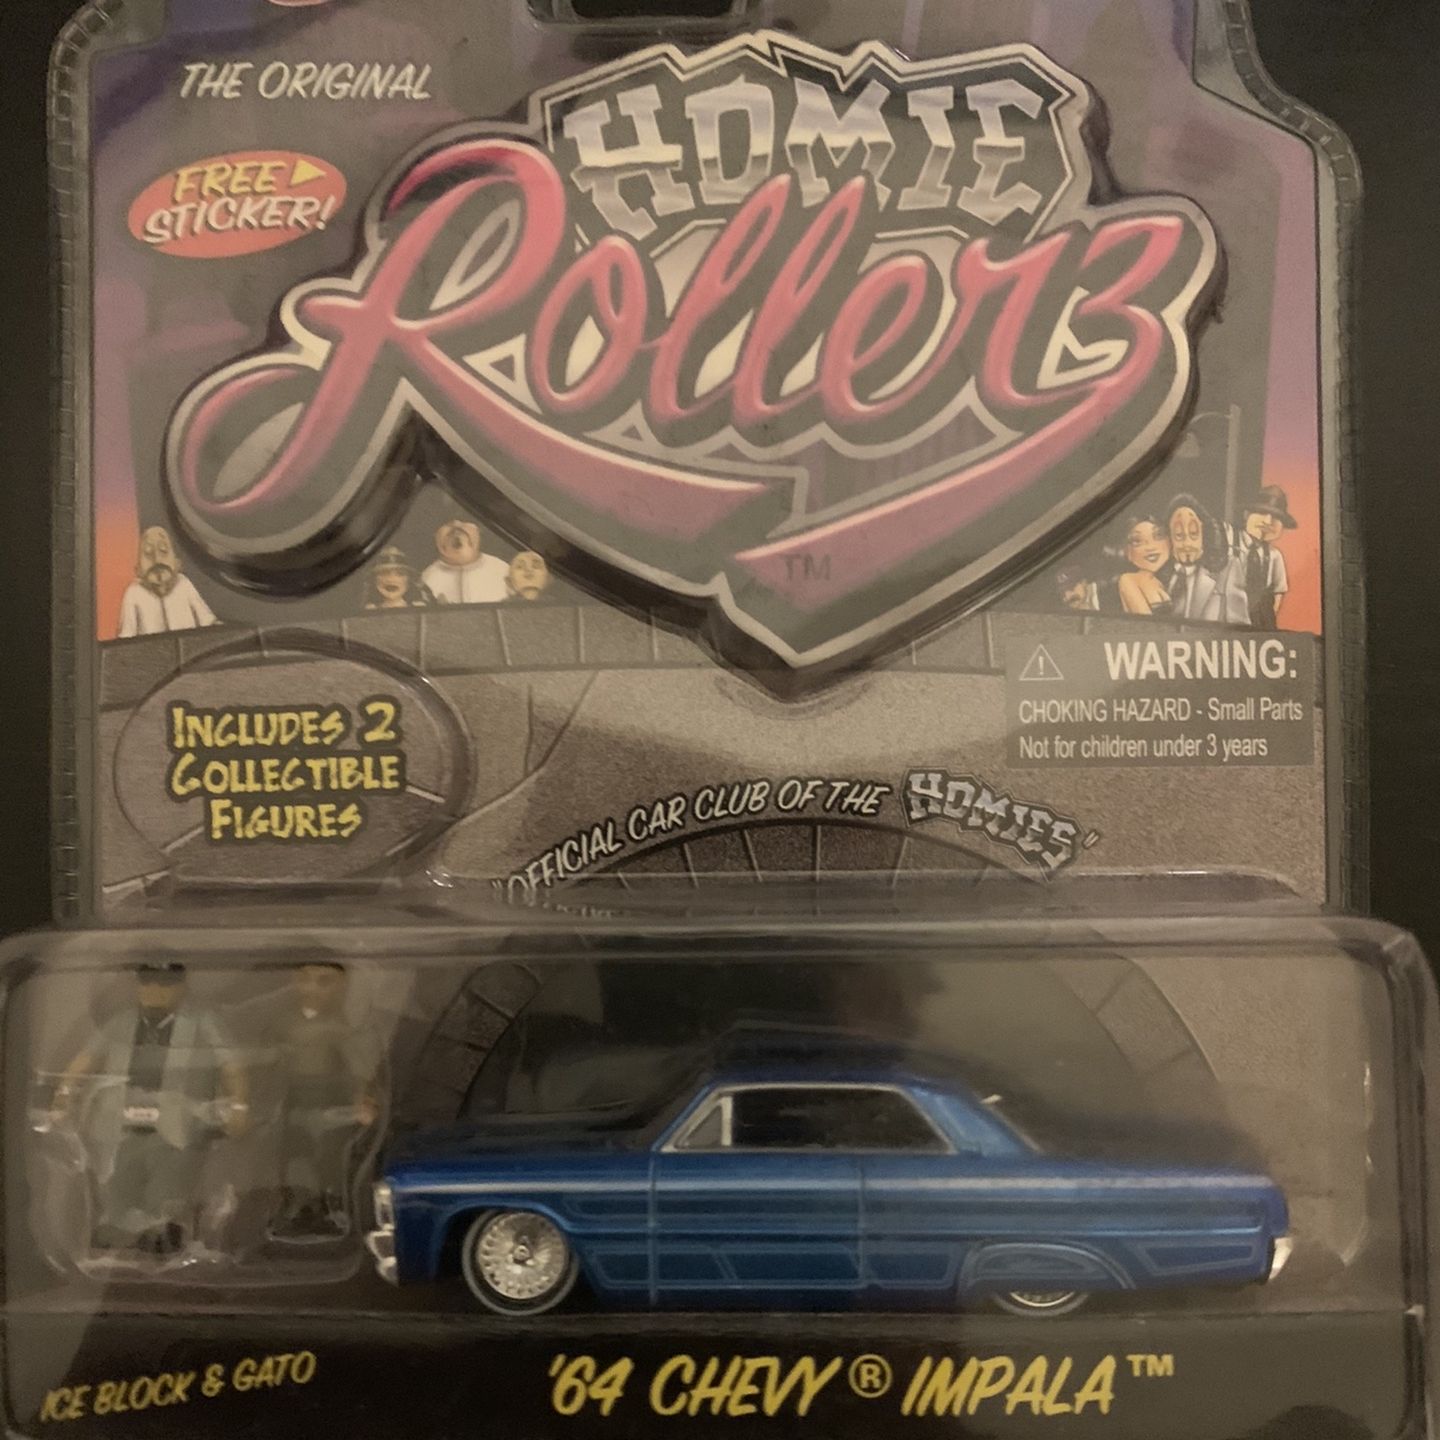 THE ORIGINAL
HOMIE
Rollerz
TM
FREE
STICKER!
WARNING:
CHOKING HAZARD - Small Parts
Not for children under 3 years
INCLUDES 2
COLLECTIBLE
FIGURES
"OFFICIAL CAR CLUB OF THE HOMIES"
ICE BLOCK & GATO
'64 CHEVY® IMPALA™